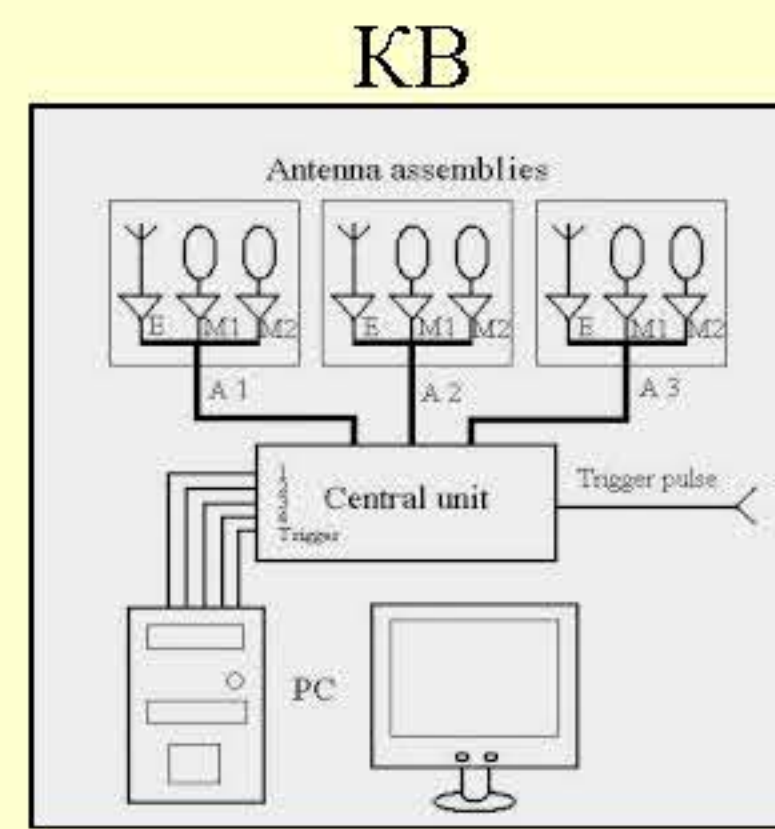 КВ
Antenna assemblies
E M1 M2 E M1 M2 E M1 M2
A 1 A 2 A 3
Central unit
Trigger pulse
Trigger
PC